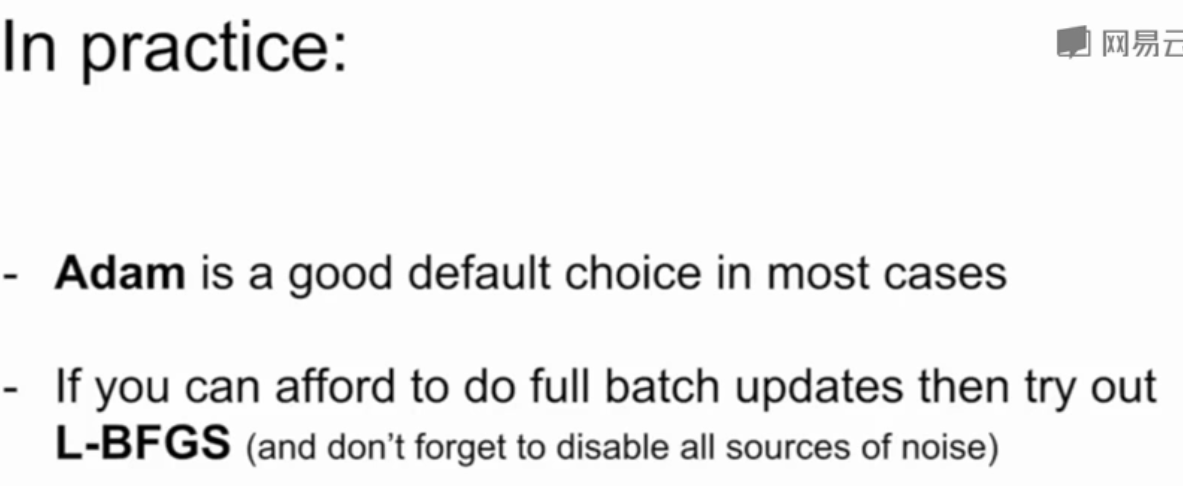 In practice:
网易云
- Adam is a good default choice in most cases
- If you can afford to do full batch updates then try out
L-BFGS (and don't forget to disable all sources of noise)